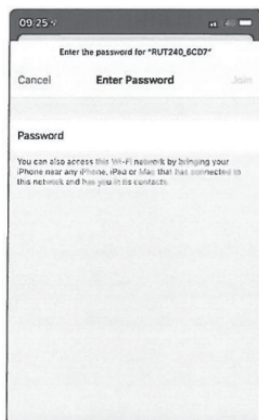 09:25
4G
Enter the password for "RUT240_6CD7"
Cancel
Enter Password
Join
Password
You can also access this Wi-Fi network by bringing your
iPhone near any iPhone, iPad or Mac that has connected to
this network and has you in its contacts.